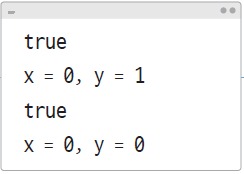 true
x = 0, y = 1
true
x = 0, y = 0